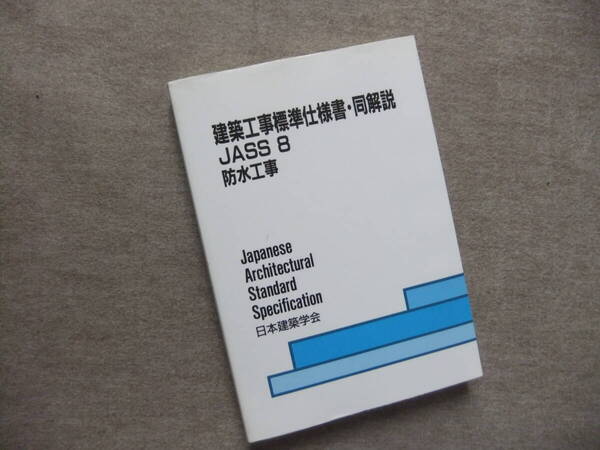 建築工事標準仕様書・同解説
JASS 8
防水工事
Japanese
Architectural
Standard
Specification
日本建築学会